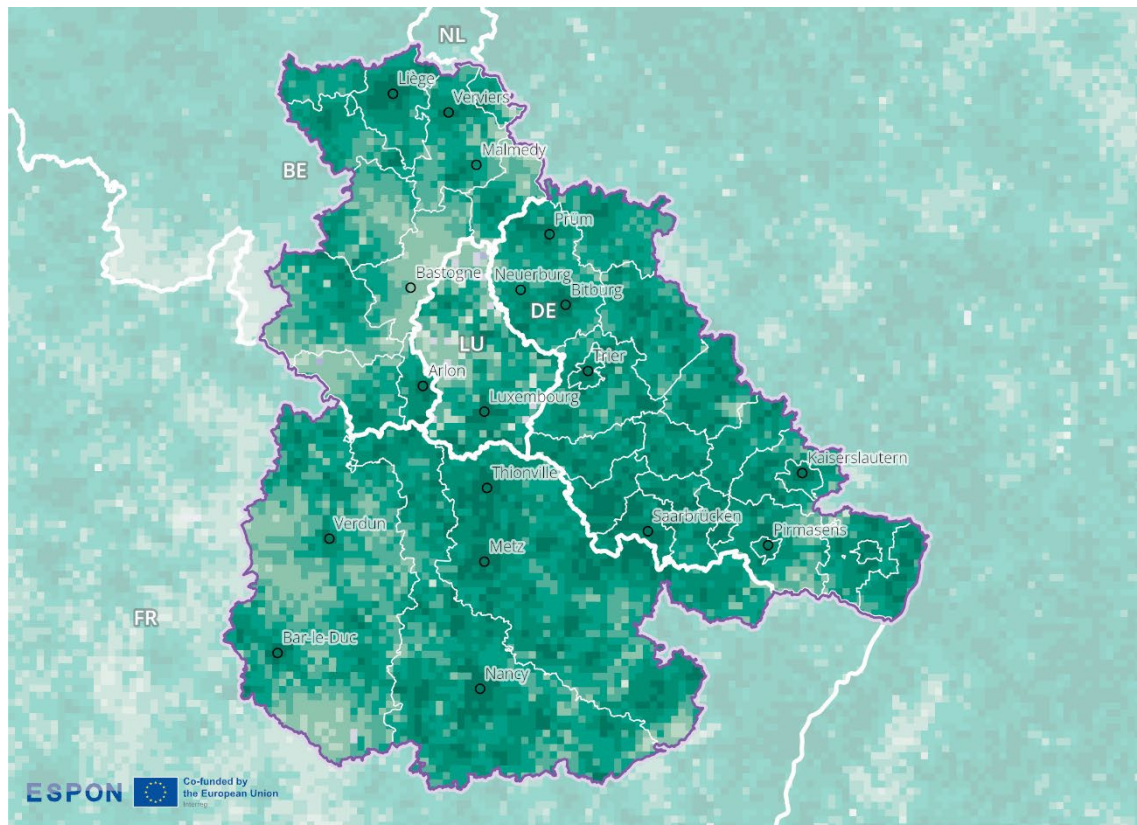 NL
Liège
Verviers
Malmedy
BE
Prüm
Bastogne
Neuerburg
Bitburg
DE
LU
Trier
Arlon
Luxembourg
Kaiserslautern
Thionville
Saarbrücken
Verdun
Pirmasens
Metz
FR
Bar-le-Duc
Nancy
ESPON
Co-funded by
the European Union
Interreg